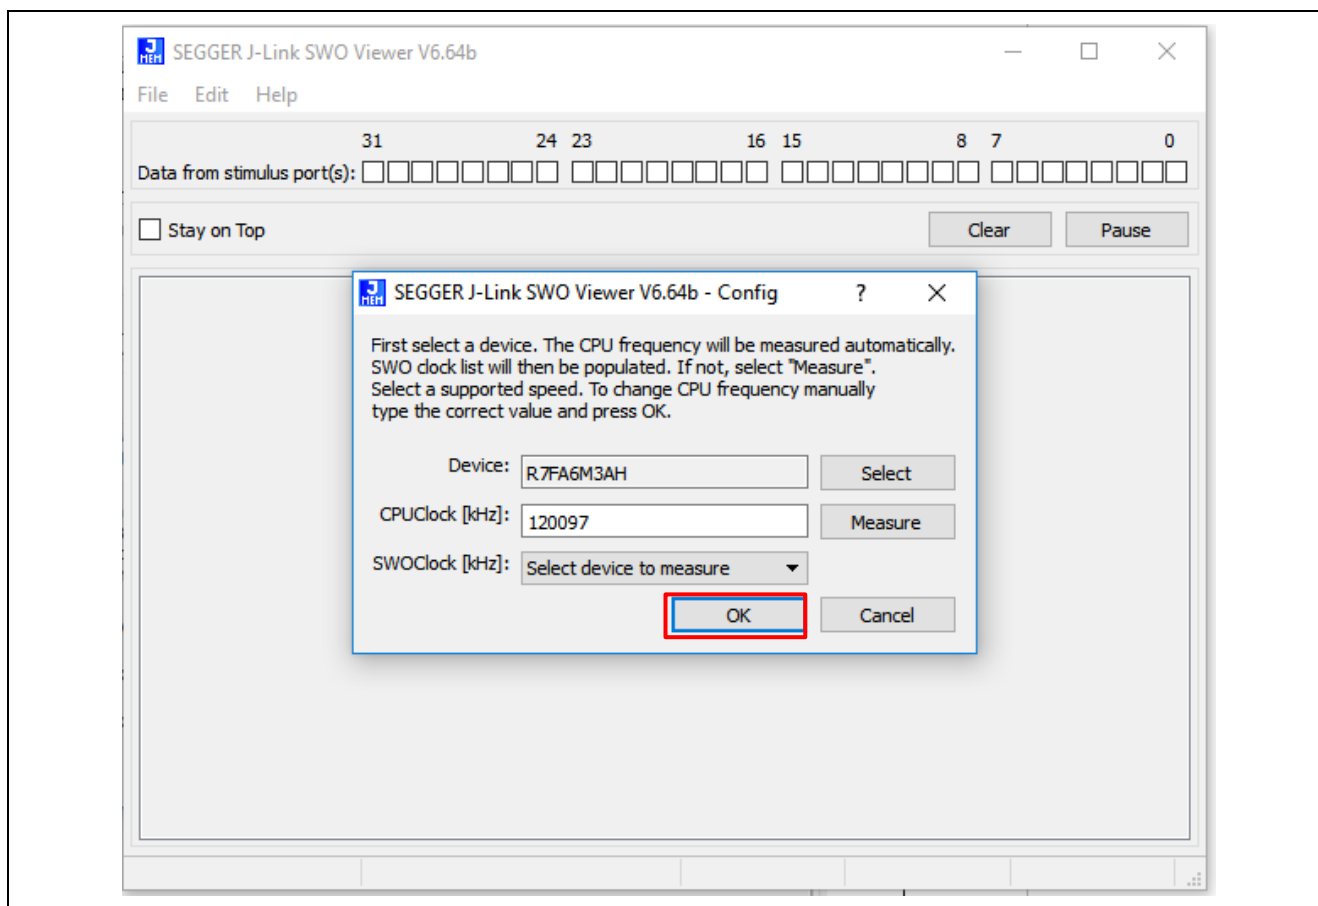 SEGGER J-Link SWO Viewer V6.64b
File Edit Help
31 24 23 16 15 8 7 0
Data from stimulus port(s):
Stay on Top Clear Pause
SEGGER J-Link SWO Viewer V6.64b - Config ?
First select a device. The CPU frequency will be measured automatically.
SWO clock list will then be populated. If not, select "Measure".
Select a supported speed. To change CPU frequency manually
type the correct value and press OK.
Device: R7FA6M3AH Select
CPUClock [kHz]: 120097 Measure
SWOClock [kHz]: Select device to measure
OK Cancel